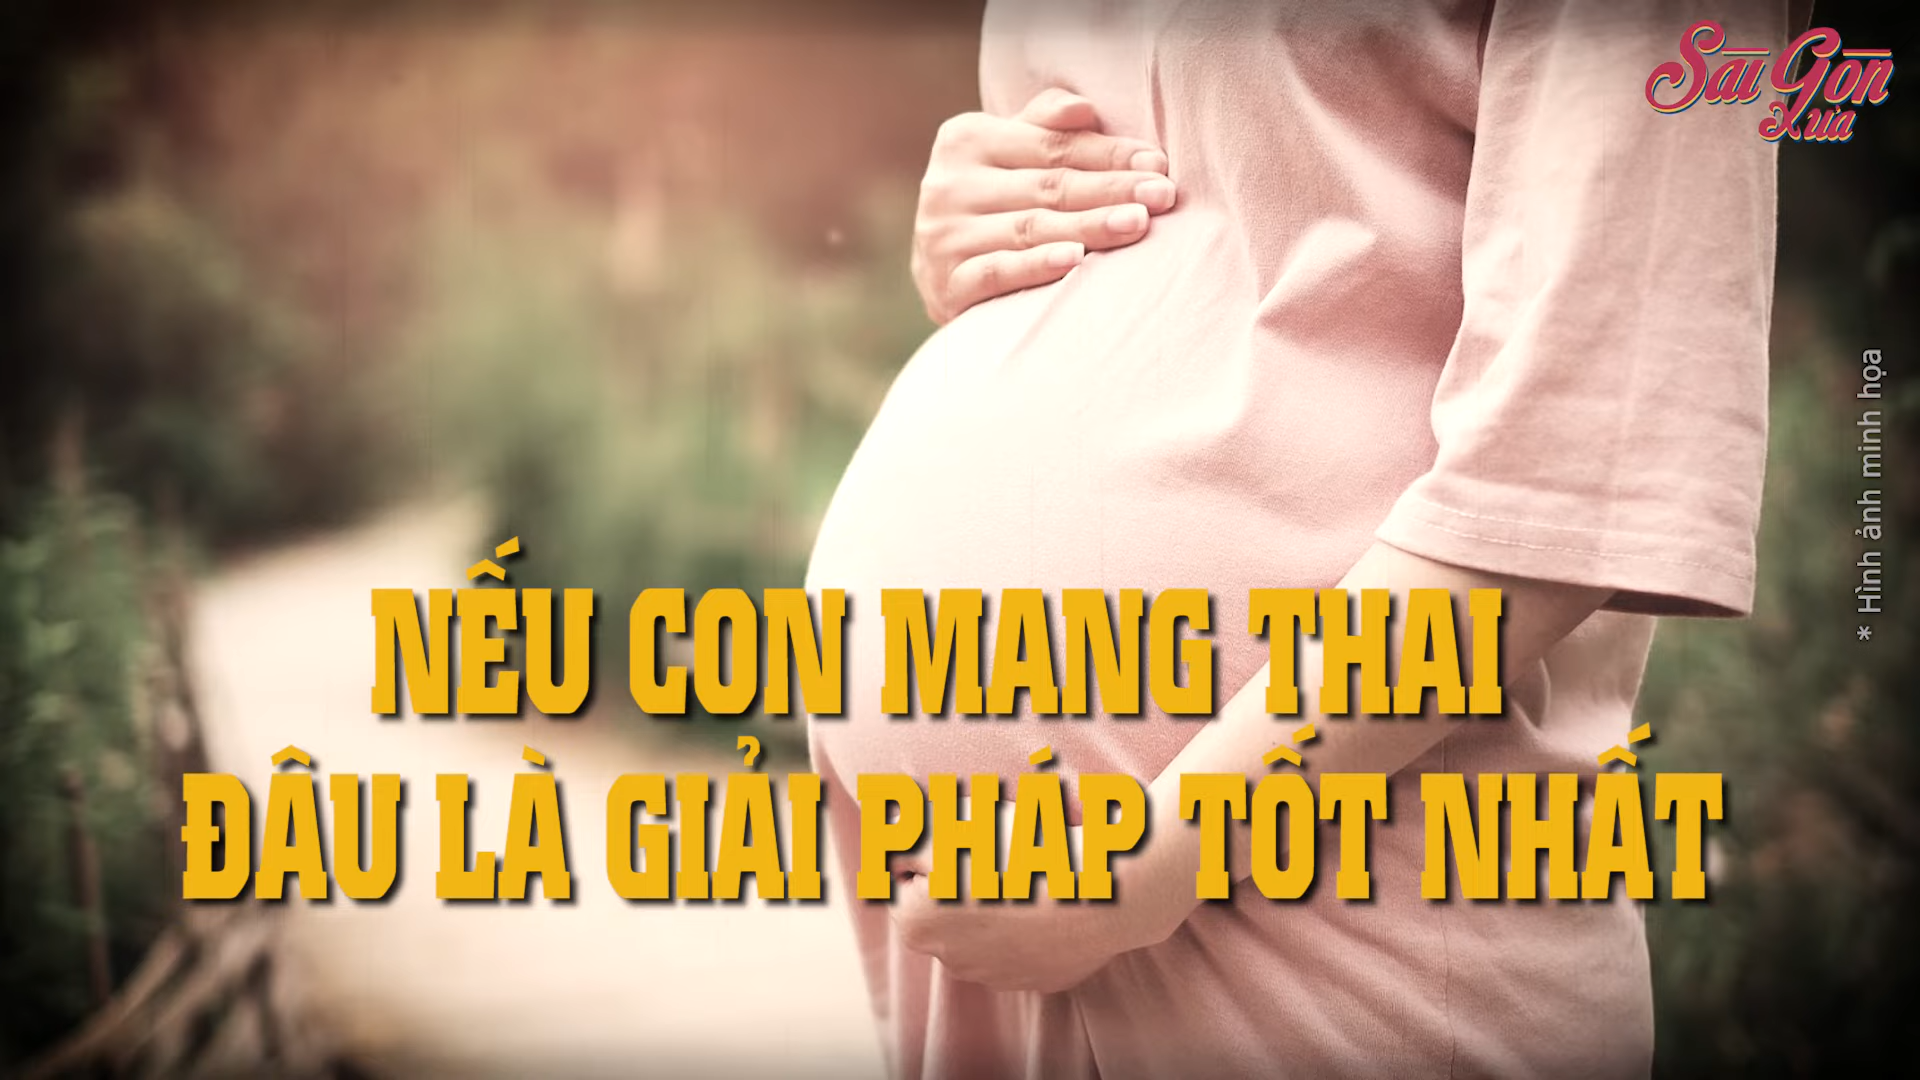 Sài Gòn
Xưa
* Hình ảnh minh họa
NẾU CON MANG THAI
ĐÂU LÀ GIẢI PHÁP TỐT NHẤT